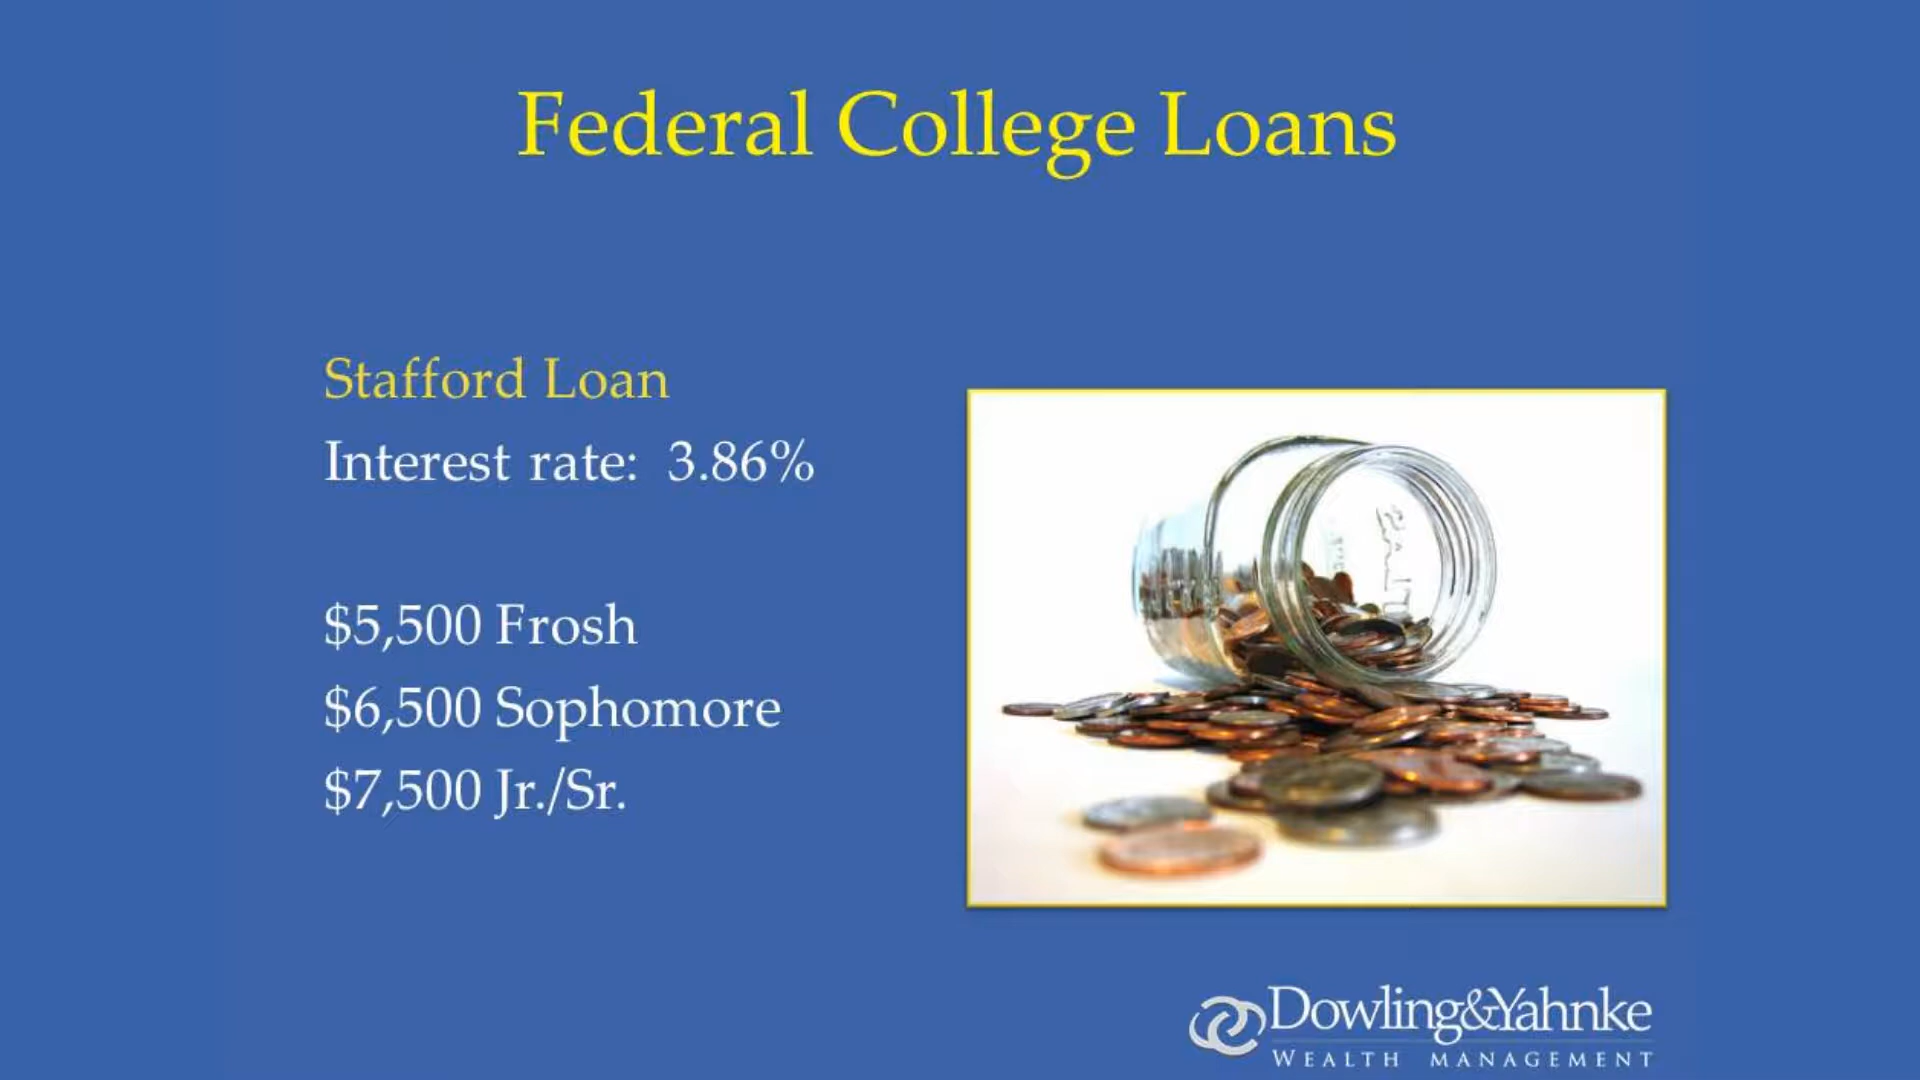 Federal College Loans
Stafford Loan
Interest rate: 3.86%
$5,500 Frosh
$6,500 Sophomore
$7,500 Jr./Sr.
Dowling&Yahnke
WEALTH MANAGEMENT